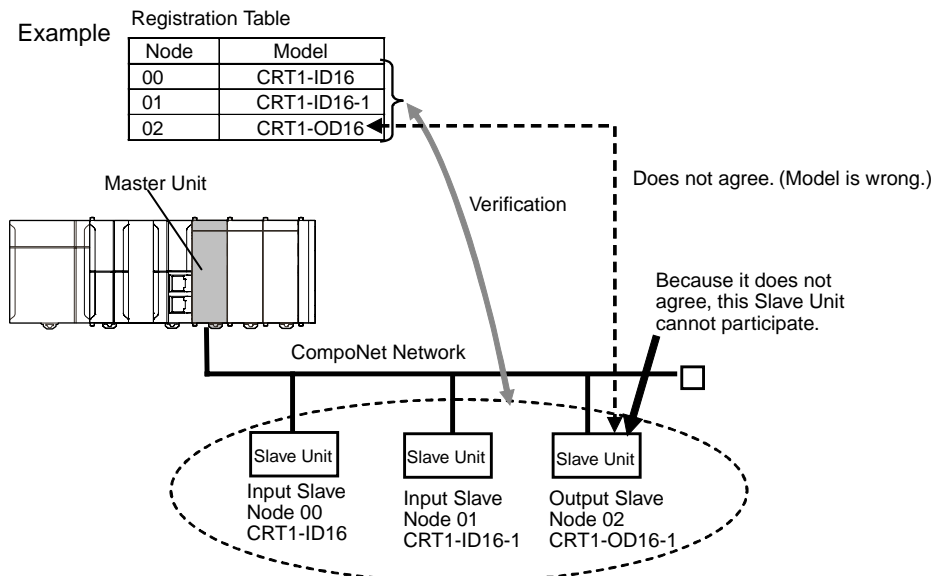 Example
Registration Table
Node Model
00 CRT1-ID16
01 CRT1-ID16-1
02 CRT1-OD16
Master Unit
Verification
Does not agree. (Model is wrong.)
Because it does not
agree, this Slave Unit
cannot participate.
CompoNet Network
Slave Unit
Input Slave
Node 00
CRT1-ID16
Slave Unit
Input Slave
Node 01
CRT1-ID16-1
Slave Unit
Output Slave
Node 02
CRT1-OD16-1